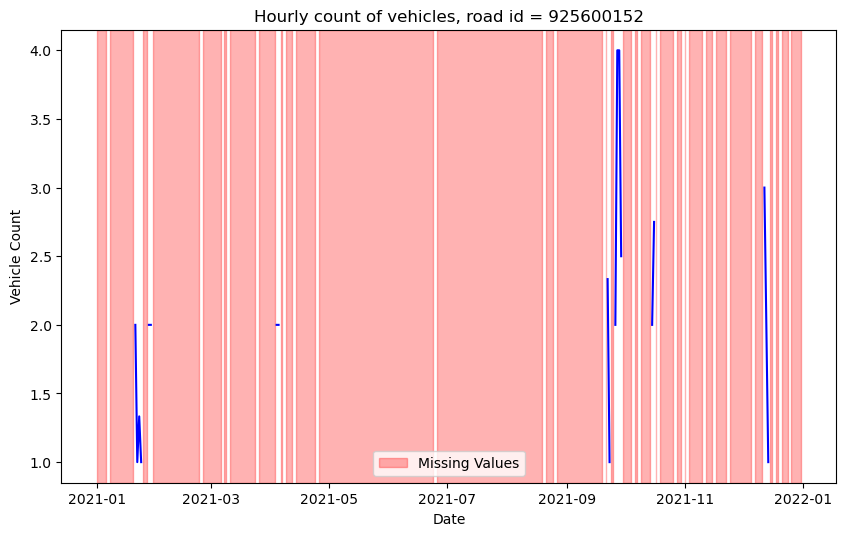 Hourly count of vehicles, road id = 925600152
Vehicle Count
4.0
3.5
3.0
2.5
2.0
1.5
1.0
Missing Values
2021-01 2021-03 2021-05 2021-07 2021-09 2021-11 2022-01
Date